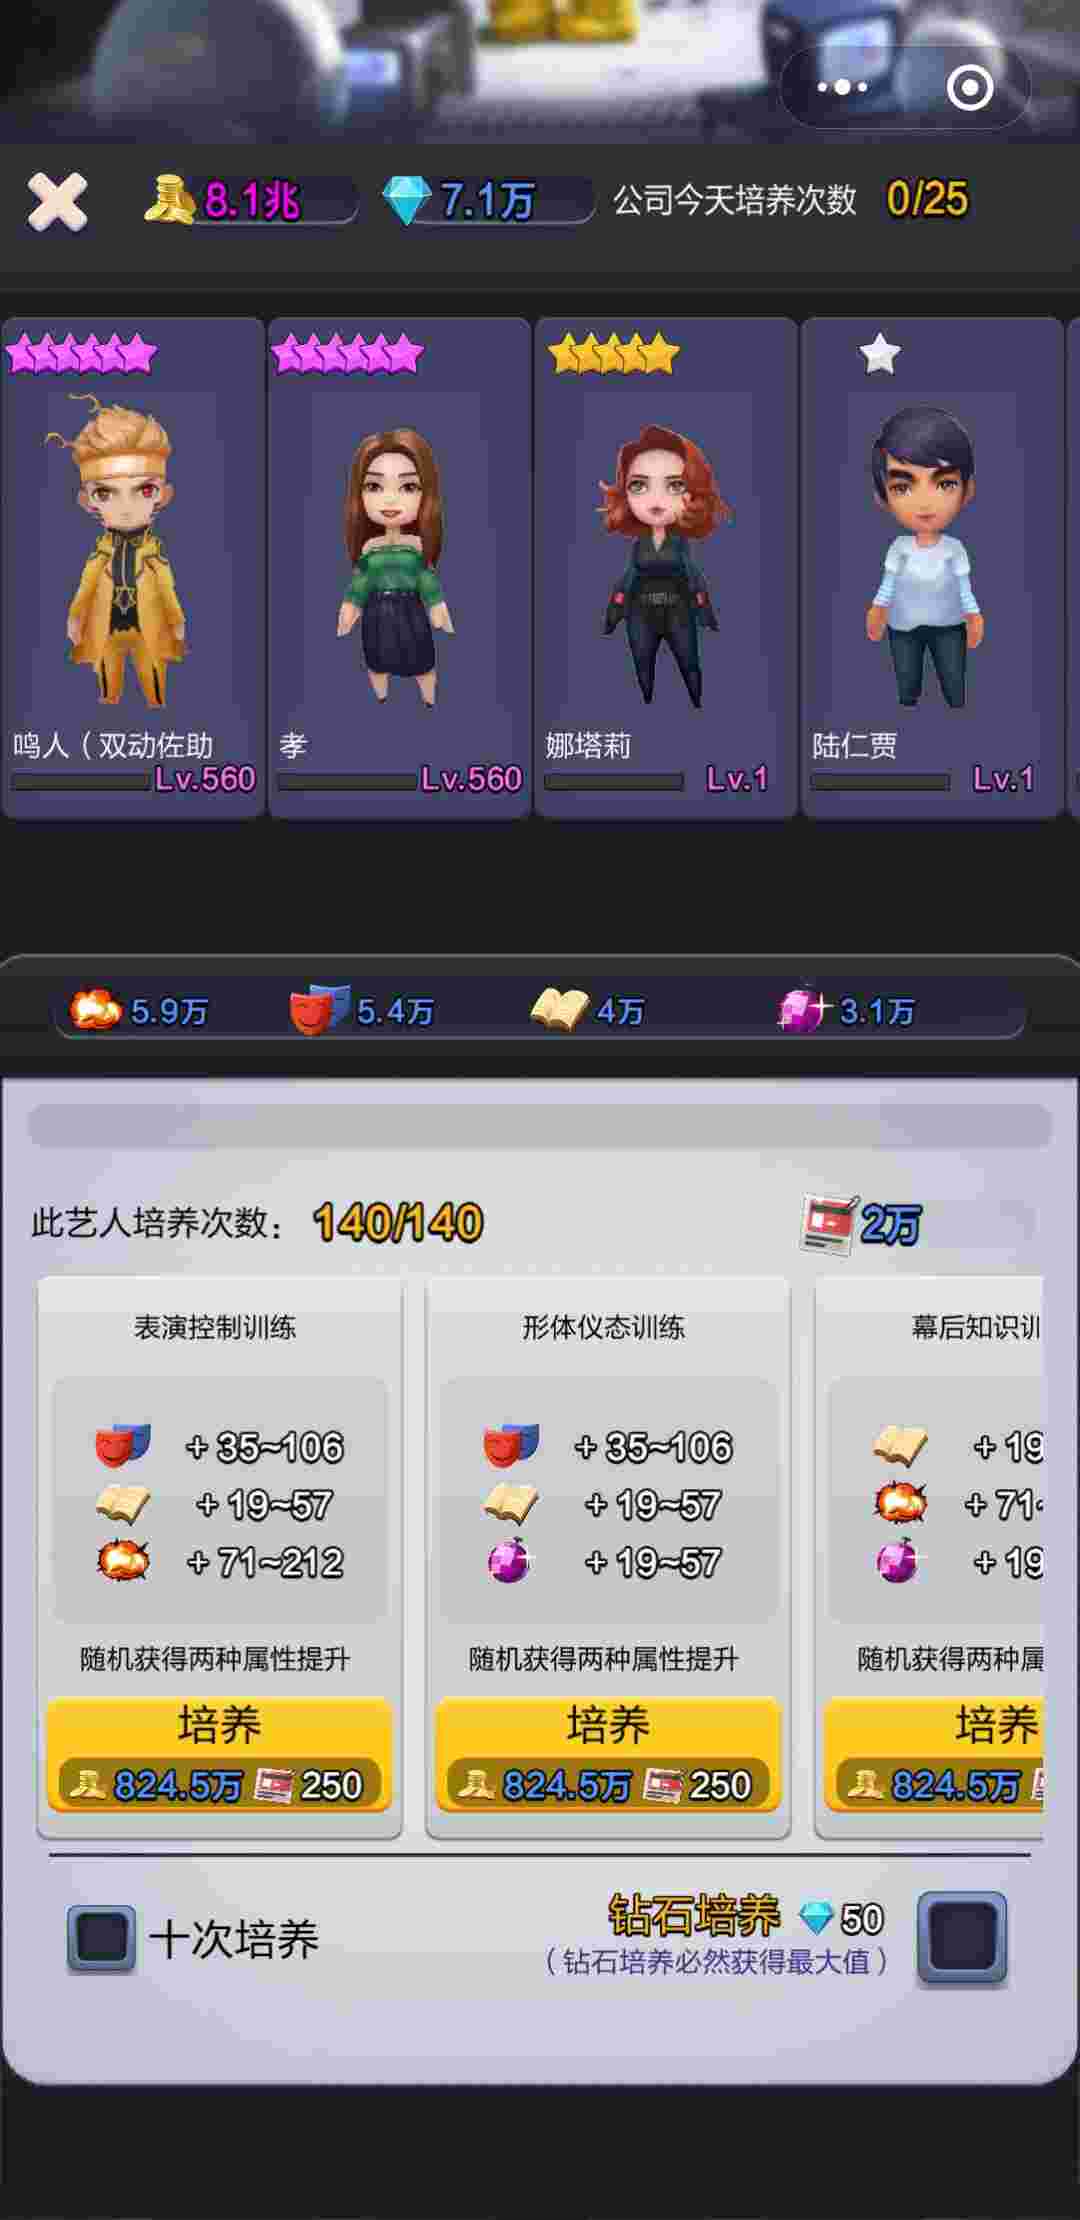 8.1兆 7.1万 公司今天培养次数 0/25
鸣人（双动佐助 孝 娜塔莉 陆仁贾
Lv.560 Lv.560 Lv.1 Lv.1
5.9万 5.4万 4万 3.1万
此艺人培养次数： 140/140 2万
表演控制训练 形体仪态训练 幕后知识训
+ 35~106 + 35~106 + 19
+ 19~57 + 19~57 + 71
+ 71~212 + 19~57 + 19
随机获得两种属性提升 随机获得两种属性提升 随机获得两种属
培养 培养 培养
824.5万 250 824.5万 250 824.5万
十次培养 钻石培养 50
（钻石培养必然获得最大值）